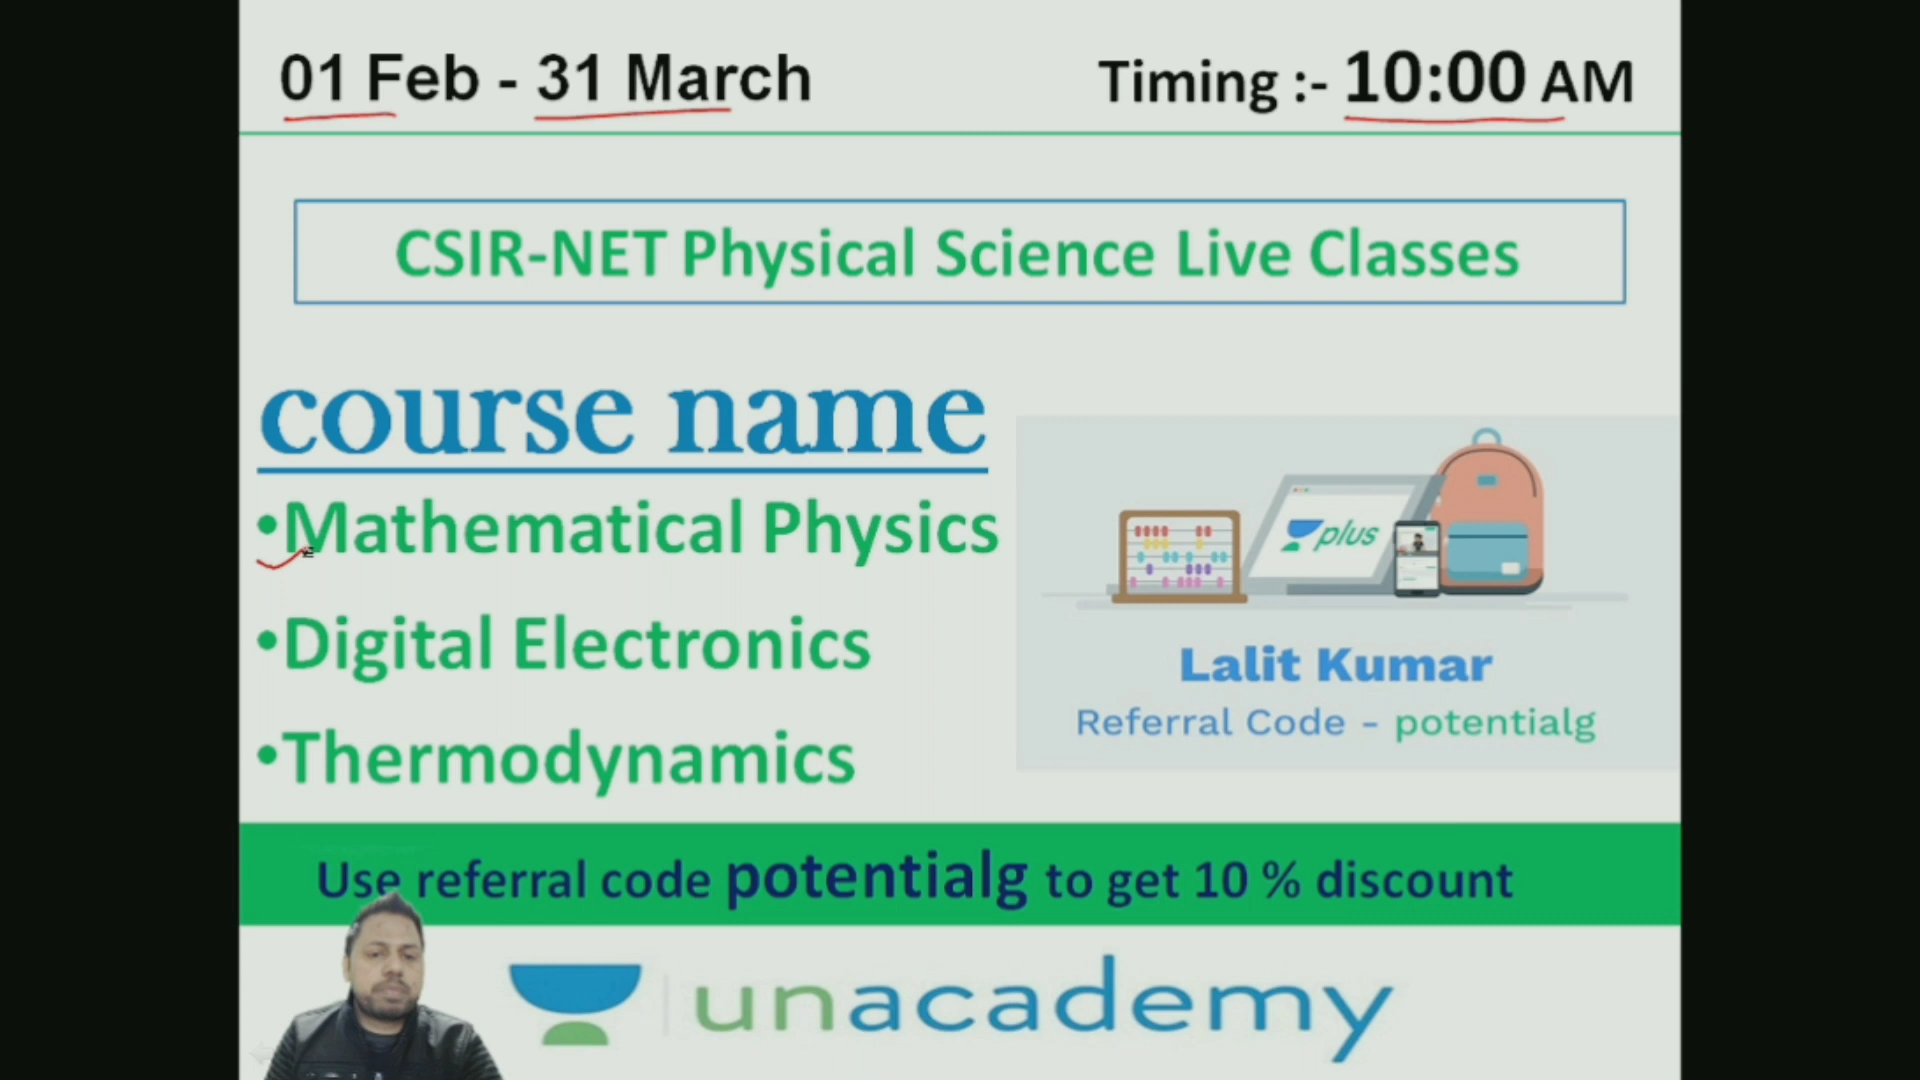 01 Feb - 31 March
Timing :- 10:00 AM
CSIR-NET Physical Science Live Classes
course name
•Mathematical Physics
•Digital Electronics
•Thermodynamics
plus
Lalit Kumar
Referral Code - potentialg
Use referral code potentialg to get 10 % discount
unacademy